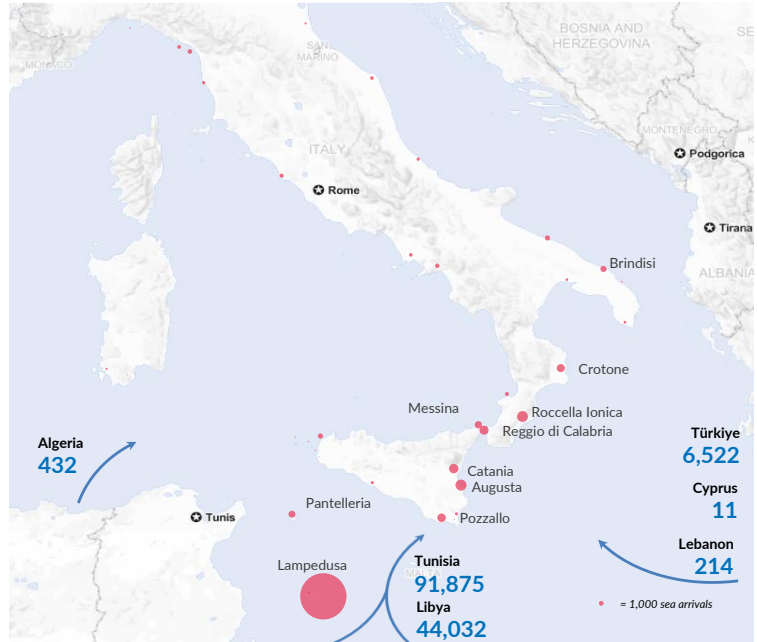 BOSNIA AND
HERZEGOVINA
SE
SAN
MARINO
MONACO
MONTENEGRO
K
Podgorica
ITALY
Rome
Tirana
Brindisi
ALBANIA
Crotone
Messina
Roccella Ionica
Reggio di Calabria
Algeria
432
Türkiye
6,522
Catania
Augusta
Cyprus
11
Pantelleria
Pozzallo
Tunis
Lebanon
214
Lampedusa
Tunisia
91,875
Libya
44,032
= 1,000 sea arrivals